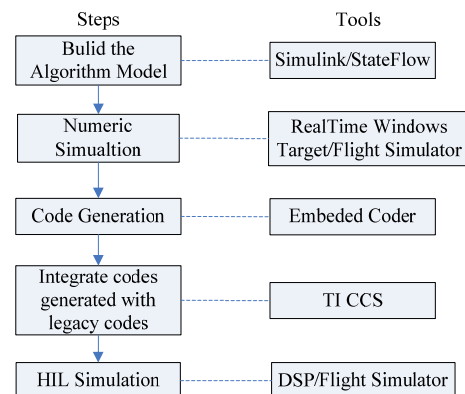 Steps
Tools
Bulid the
Algorithm Model
Simulink/StateFlow
Numeric
Simualtion
RealTime Windows
Target/Flight Simulator
Code Generation
Embeded Coder
Integrate codes
generated with
legacy codes
TI CCS
HIL Simulation
DSP/Flight Simulator